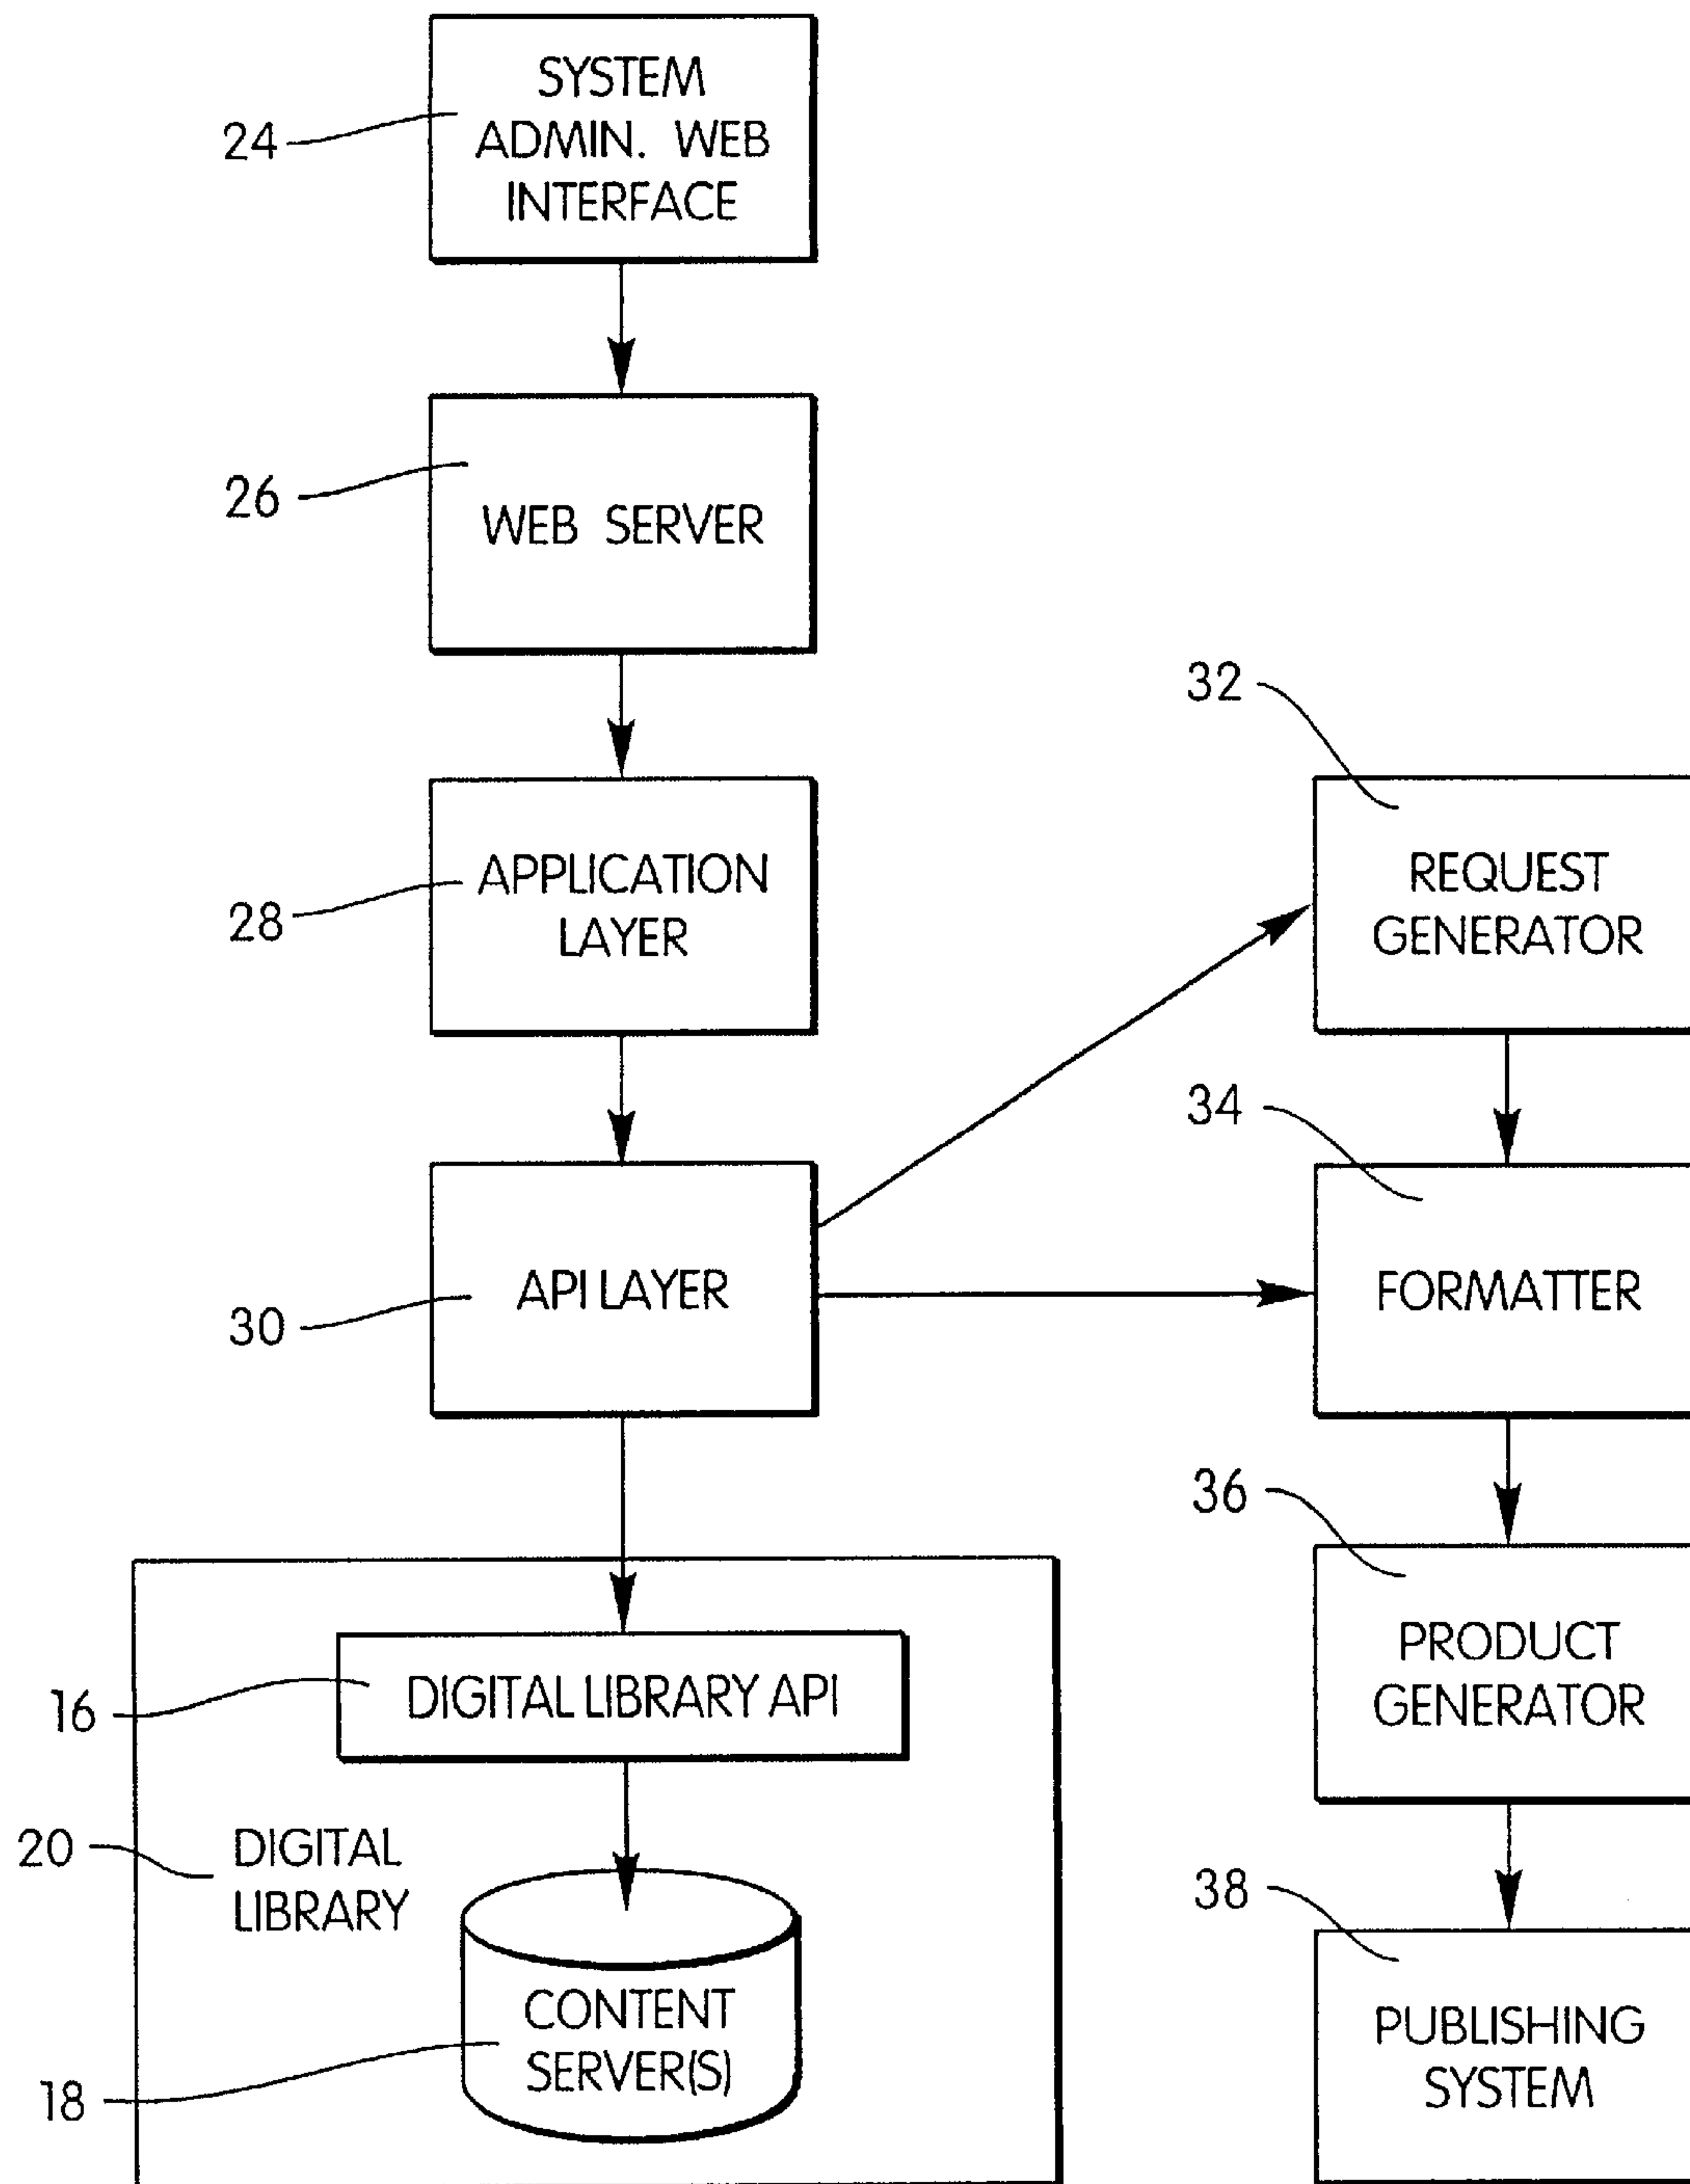 SYSTEM
ADMIN. WEB
INTERFACE
24
26
WEB SERVER
32
APPLICATION
LAYER
28
REQUEST
GENERATOR
34
API LAYER
30
FORMATTER
36
DIGITAL LIBRARY API
16
PRODUCT
GENERATOR
20
DIGITAL
LIBRARY
38
CONTENT
SERVER(S)
18
PUBLISHING
SYSTEM